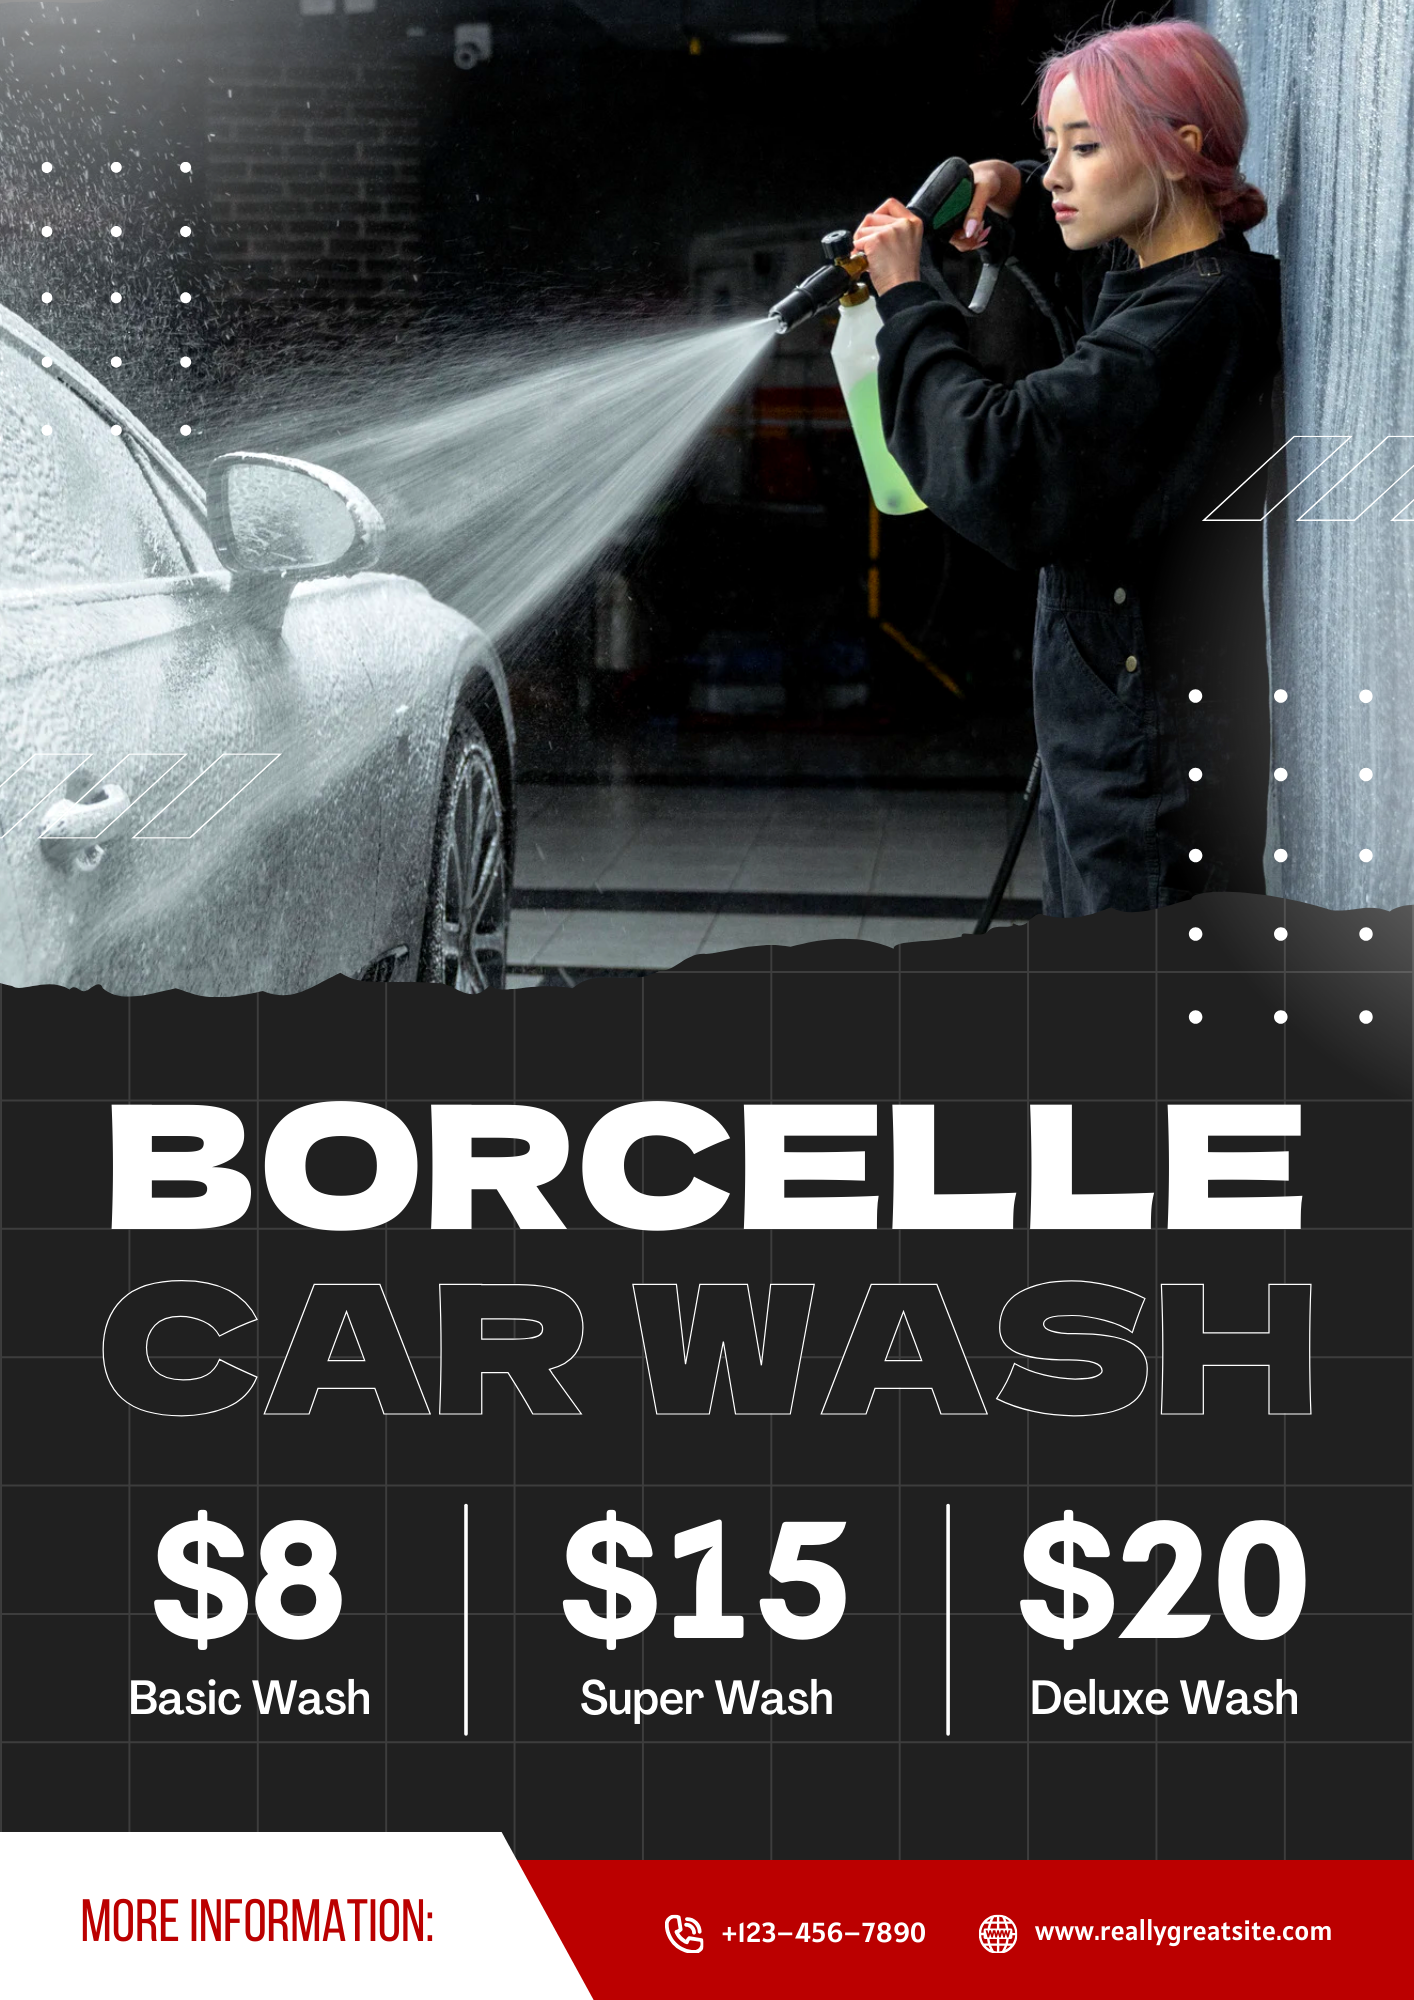 BORCELLE
CAR WASH
$8
Basic Wash
$15
Super Wash
$20
Deluxe Wash
MORE INFORMATION:
+123-456-7890
www.reallygreatsite.com